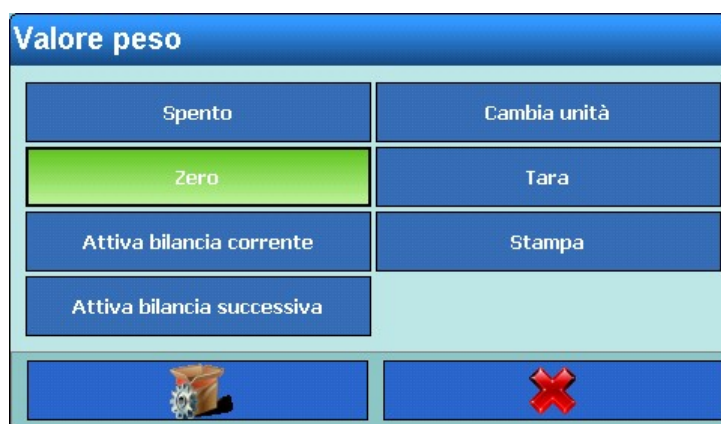 Valore peso
Spento
Cambia unità
Zero
Tara
Attiva bilancia corrente
Stampa
Attiva bilancia successiva